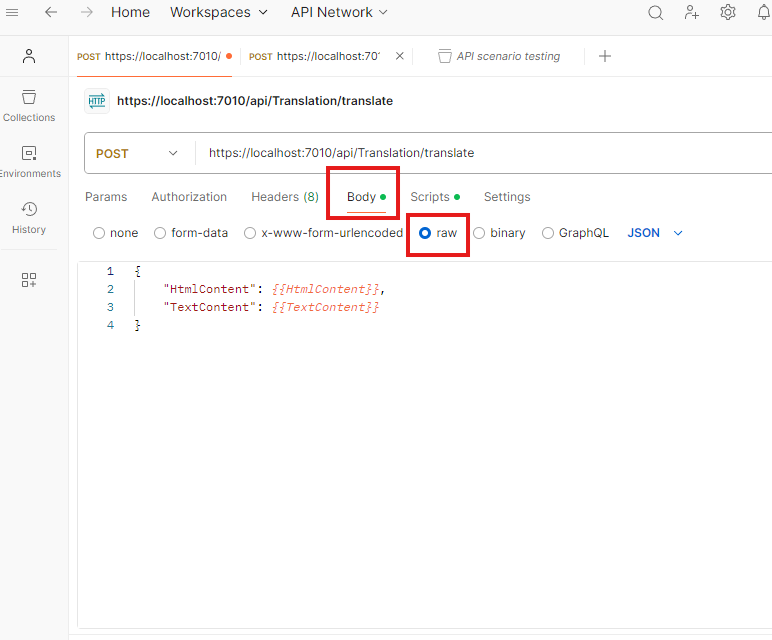 Home Workspaces API Network
POST https://localhost:7010/ POST https://localhost:70 API scenario testing
HTTP https://localhost:7010/api/Translation/translate
Collections
POST https://localhost:7010/api/Translation/translate
Environments
Params Authorization Headers (8) Body Scripts Settings
History
none form-data x-www-form-urlencoded raw binary GraphQL JSON
1 {
2 "HtmlContent": {{HtmlContent}},
3 "TextContent": {{TextContent}}
4 }